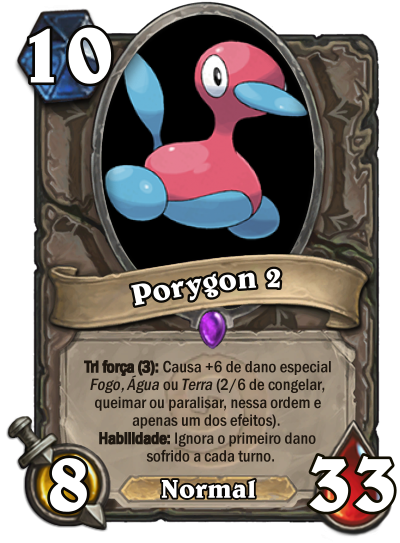 10
Porygon 2
Tri força (3): Causa +6 de dano especial
Fogo, Água ou Terra (2/6 de congelar,
queimar ou paralisar, nessa ordem e
apenas um dos efeitos).
Habilidade: Ignora o primeiro dano
sofrido a cada turno.
8
Normal
33